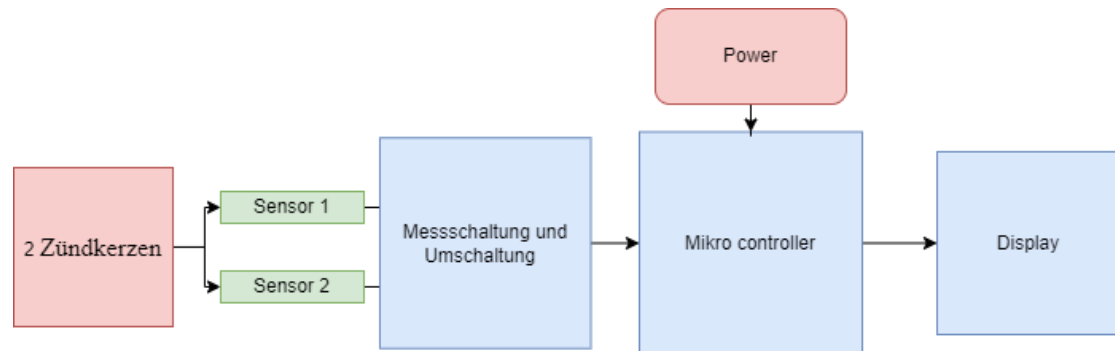 Power
2 Zündkerzen
Sensor 1
Sensor 2
Messschaltung und
Umschaltung
Mikro controller
Display